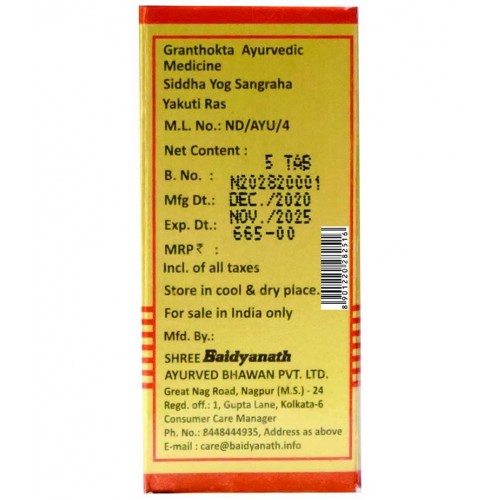 Granthokta Ayurvedic
Medicine
Siddha Yog Sangraha
Yakuti Ras
M.L. No.: ND/AYU/4
Net Content : 5 TAB
B. No. : N202820001
Mfg Dt.: DEC./2020
Exp. Dt.: NOV./2025
MRP₹ : 665-00
Incl. of all taxes
Store in cool & dry place.
For sale in India only
Mfd. By.:
SHREE Baidyanath
AYURVED BHAWAN PVT. LTD.
Great Nag Road, Nagpur (M.S.) - 24
Regd. off.: 1, Gupta Lane, Kolkata-6
Consumer Care Manager
Ph. No.: 8448444935, Address as above
E-mail : care@baidyanath.info
8901220282516